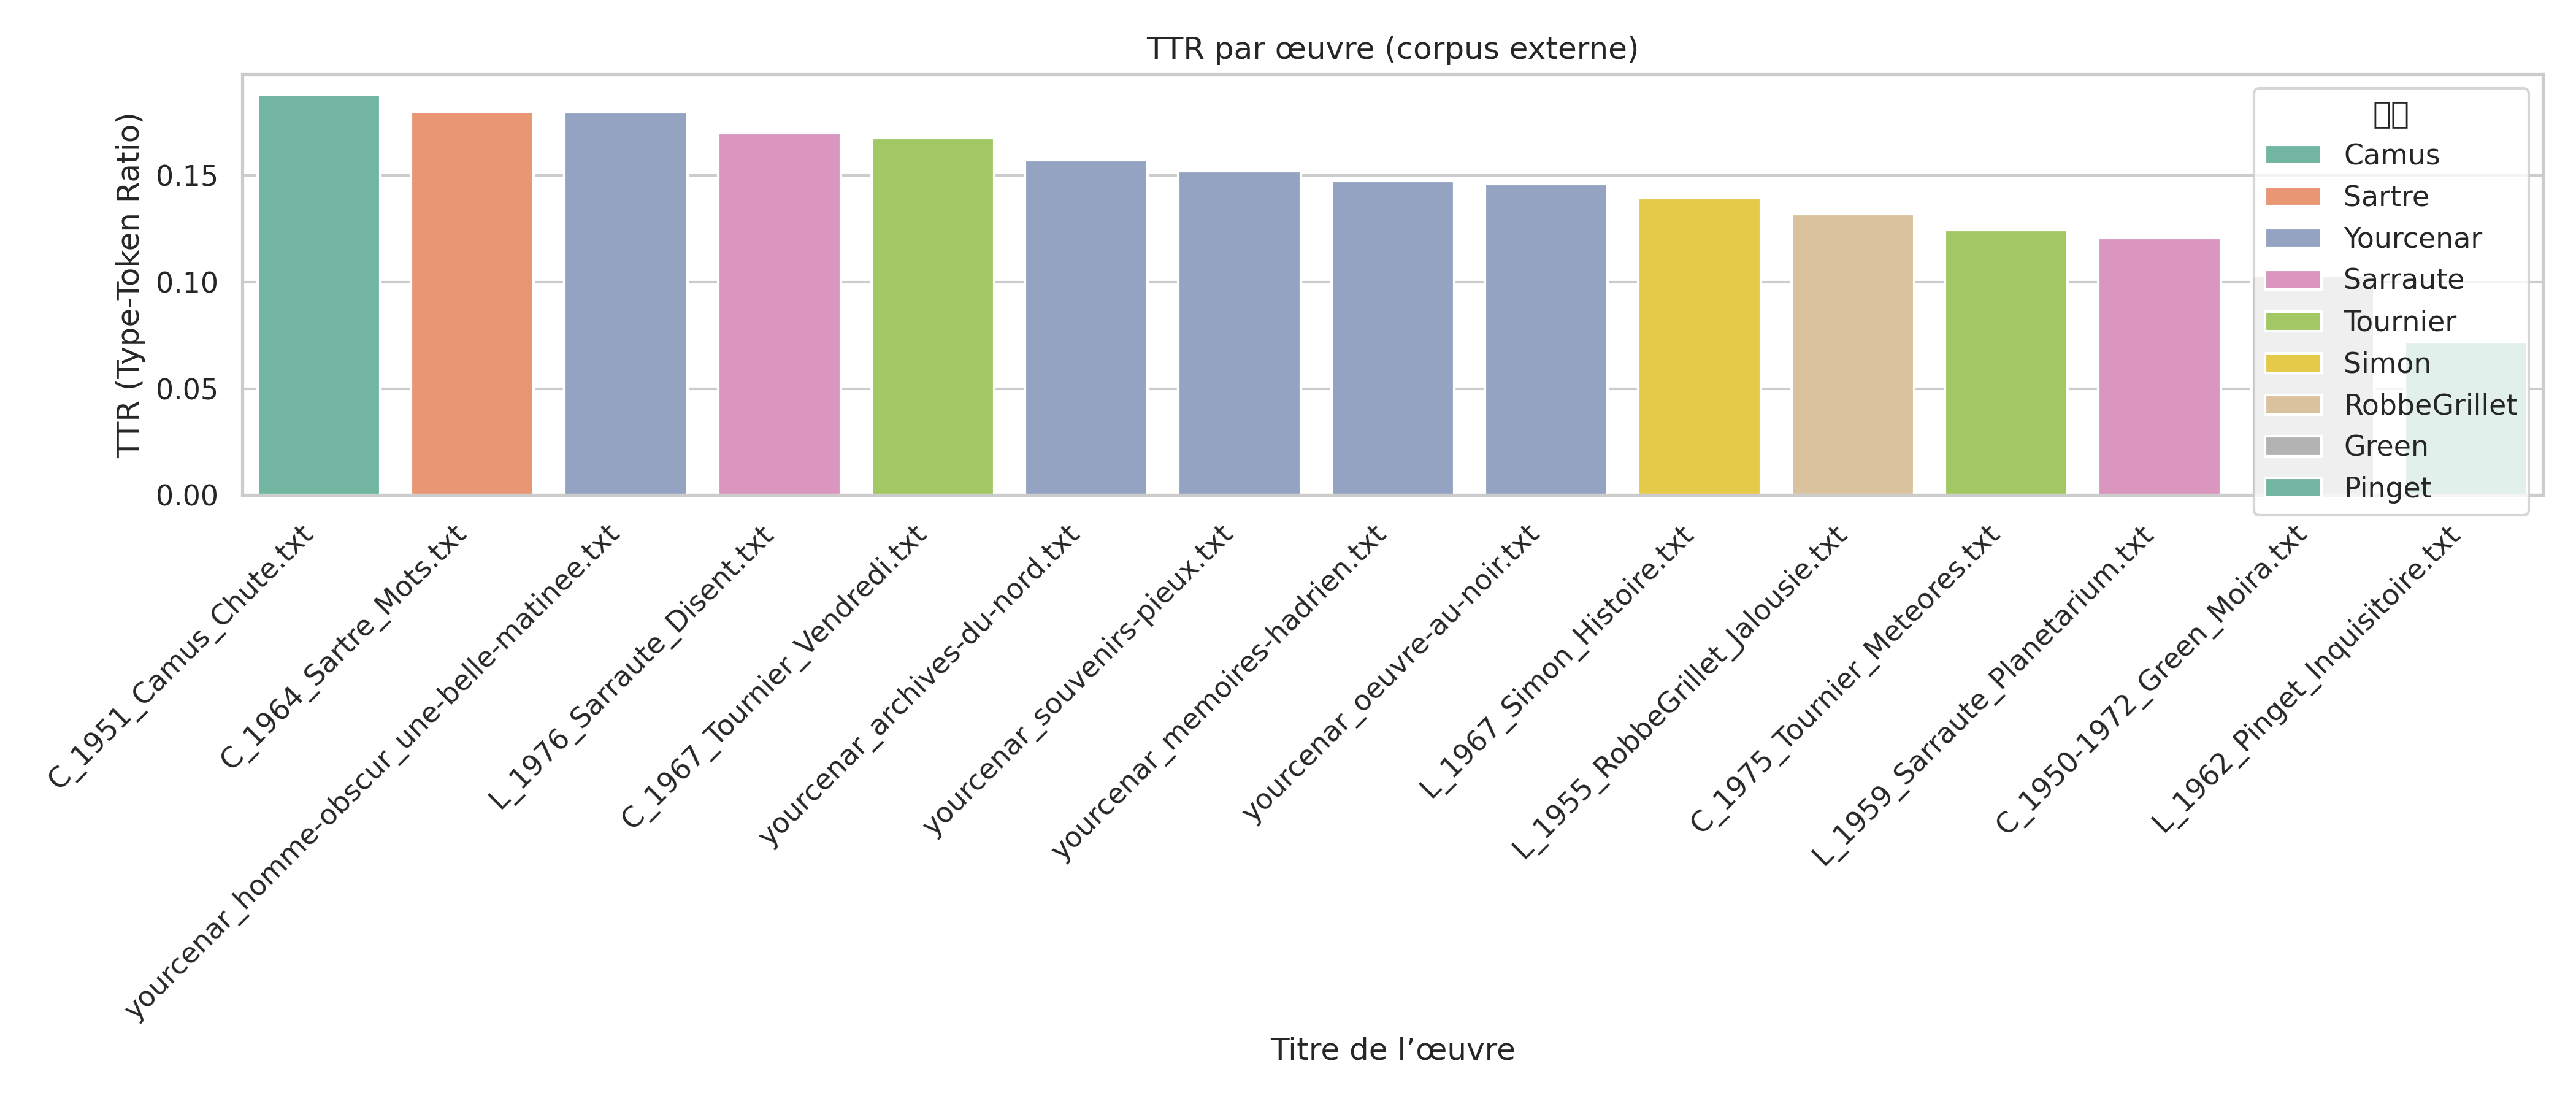 TTR par œuvre (corpus externe)
TTR (Type-Token Ratio)
0.15
0.10
0.05
0.00
Camus
Sartre
Yourcenar
Sarraute
Tournier
Simon
RobbeGrillet
Green
Pinget
C_1951_Camus_Chute.txt
C_1964_Sartre_Mots.txt
yourcenar_homme-obscur_une-belle-matinee.txt
L_1976_Sarraute_Disent.txt
C_1967_Tournier_Vendredi.txt
yourcenar_archives-du-nord.txt
yourcenar_souvenirs-pieux.txt
yourcenar_memoires-hadrien.txt
yourcenar_oeuvre-au-noir.txt
L_1967_Simon_Histoire.txt
L_1955_RobbeGrillet_Jalousie.txt
C_1975_Tournier_Meteores.txt
L_1959_Sarraute_Planetarium.txt
C_1950-1972_Green_Moira.txt
L_1962_Pinget_Inquisitoire.txt
Titre de l’œuvre